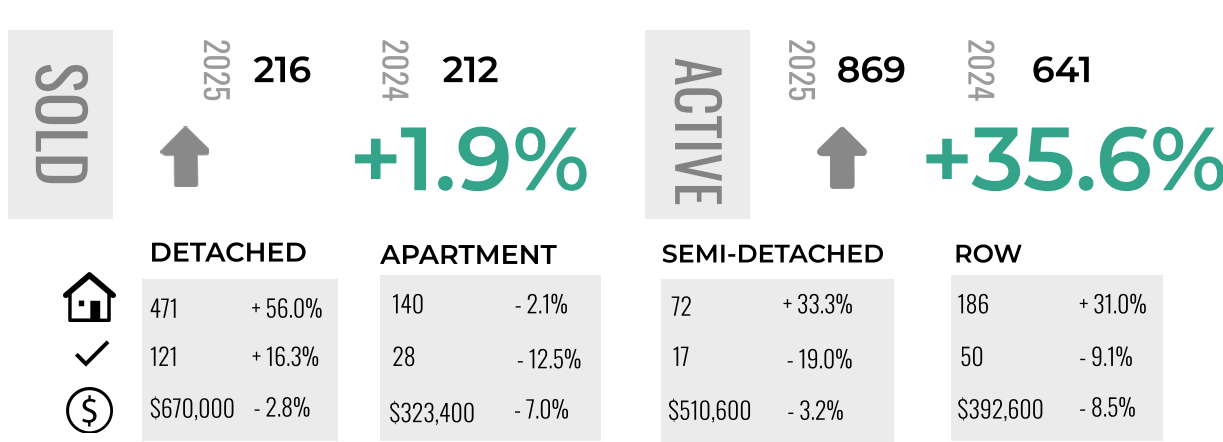 SOLD
2025 216
2024 212
+1.9%
ACTIVE
2025 869
2024 641
+35.6%
DETACHED
471 + 56.0%
121 + 16.3%
$670,000 - 2.8%
APARTMENT
140 - 2.1%
28 - 12.5%
$323,400 - 7.0%
SEMI-DETACHED
72 + 33.3%
17 - 19.0%
$510,600 - 3.2%
ROW
186 + 31.0%
50 - 9.1%
$392,600 - 8.5%
$